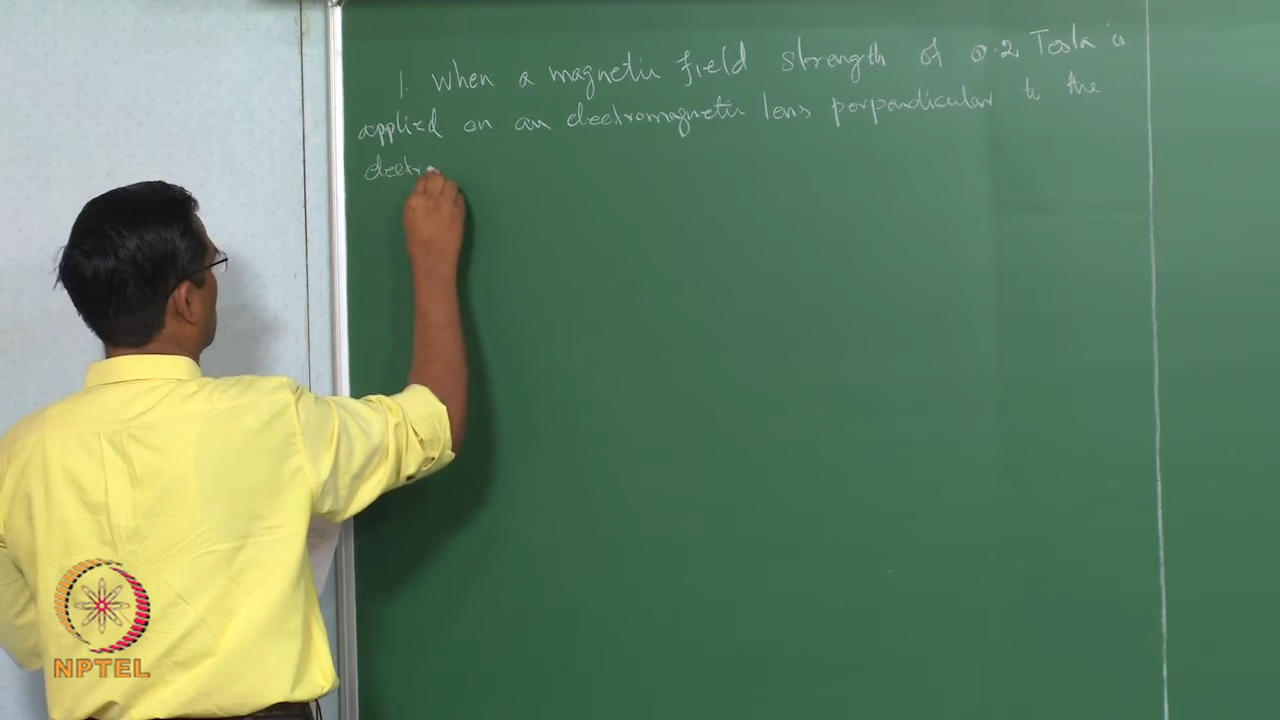 1. When a magnetic field strength of 0.2 Tesla is
applied on an electromagnetic lens perpendicular to the
electro
NPTEL